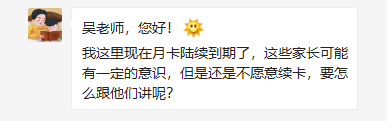 吴老师，您好！🌞
我这里现在月卡陆续到期了，这些家长可能
有一定的意识，但是还是不愿意续卡，要怎
么跟他们讲呢？